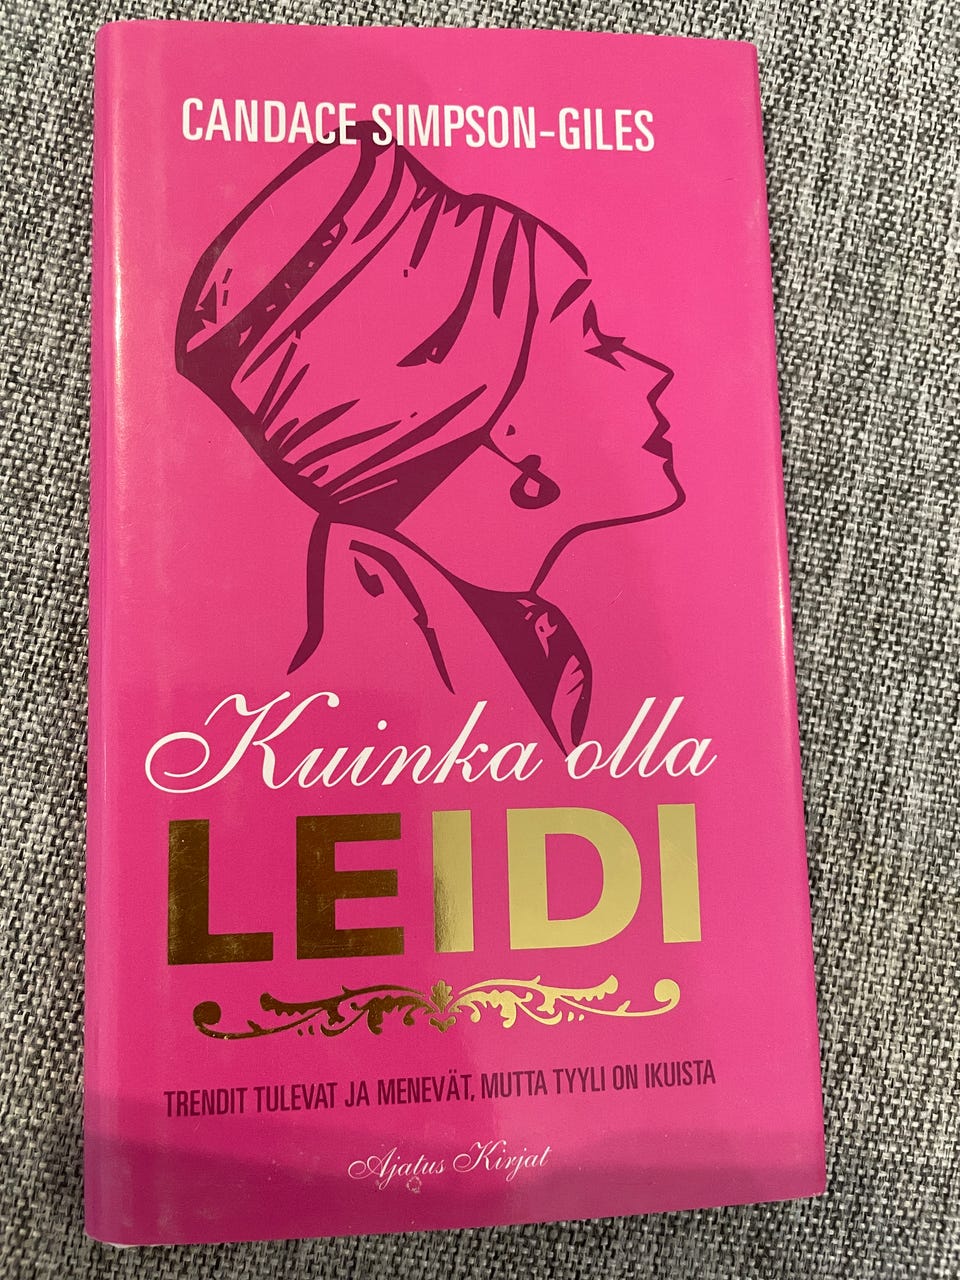 CANDACE SIMPSON-GILES
Kuinka olla
LEIDI
TRENDIT TULEVAT JA MENEVÄT, MUTTA TYYLI ON IKUISTA
Ajatus Kirjat